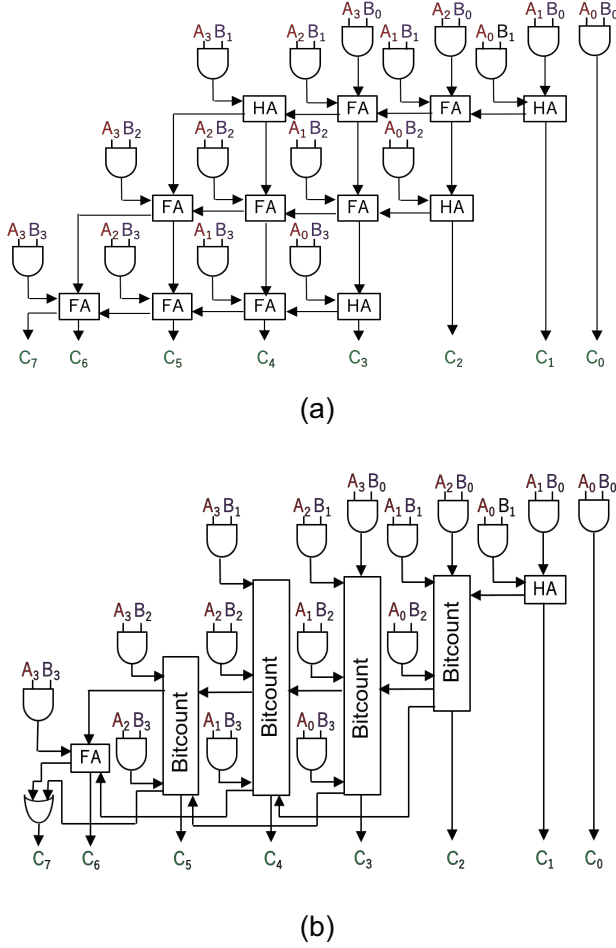 A₃B₀ A₂B₀ A₁B₀ A₀B₀
A₃B₁ A₂B₁ A₁B₁ A₀B₁
HA FA FA HA
A₃B₂ A₂B₂ A₁B₂ A₀B₂
FA FA FA HA
A₃B₃ A₂B₃ A₁B₃ A₀B₃
FA FA FA HA
C₇ C₆ C₅ C₄ C₃ C₂ C₁ C₀
(a)
A₃B₀ A₂B₀ A₁B₀ A₀B₀
A₃B₁ A₂B₁ A₁B₁ A₀B₁
HA
A₃B₂ A₂B₂ A₁B₂ A₀B₂
Bitcount Bitcount Bitcount Bitcount
A₃B₃
A₂B₃ A₁B₃ A₀B₃
FA
C₇ C₆ C₅ C₄ C₃ C₂ C₁ C₀
(b)